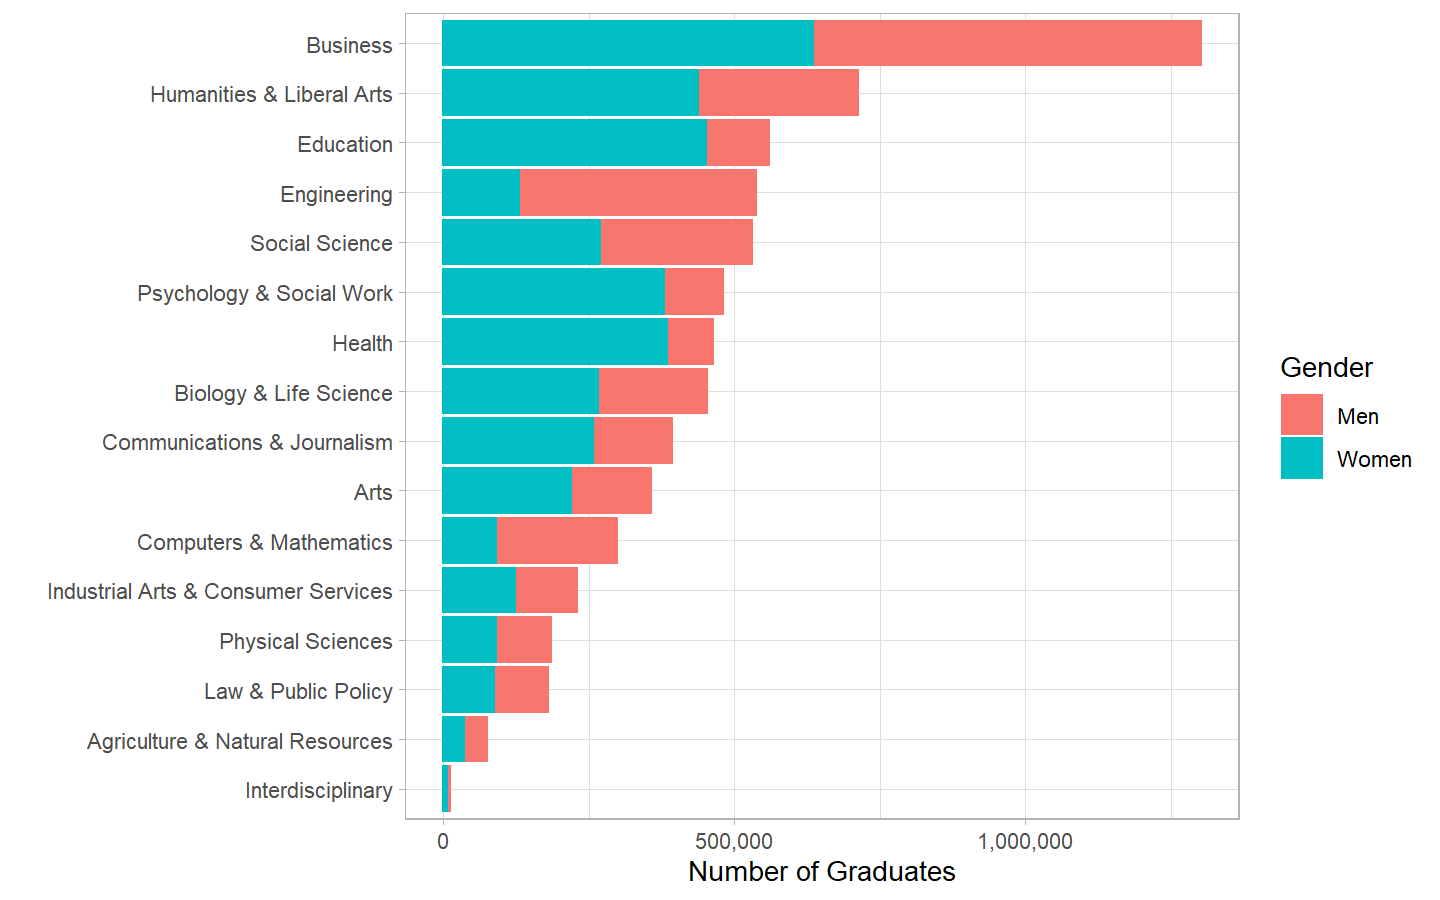 Business
Humanities & Liberal Arts
Education
Engineering
Social Science
Psychology & Social Work
Health
Biology & Life Science
Communications & Journalism
Arts
Computers & Mathematics
Industrial Arts & Consumer Services
Physical Sciences
Law & Public Policy
Agriculture & Natural Resources
Interdisciplinary
0 500,000 1,000,000
Number of Graduates
Gender
Men
Women